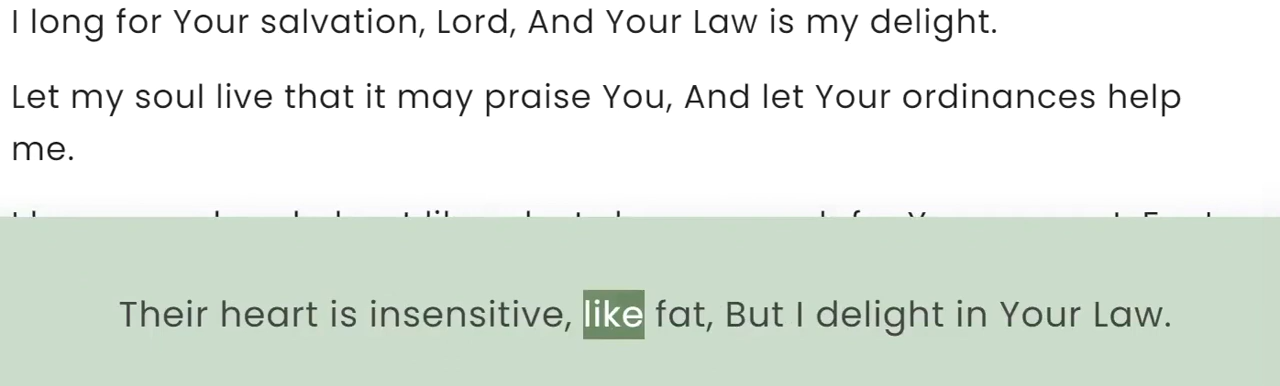 I long for Your salvation, Lord, And Your Law is my delight.
Let my soul live that it may praise You, And let Your ordinances help
me.
Their heart is insensitive, like fat, But I delight in Your Law.